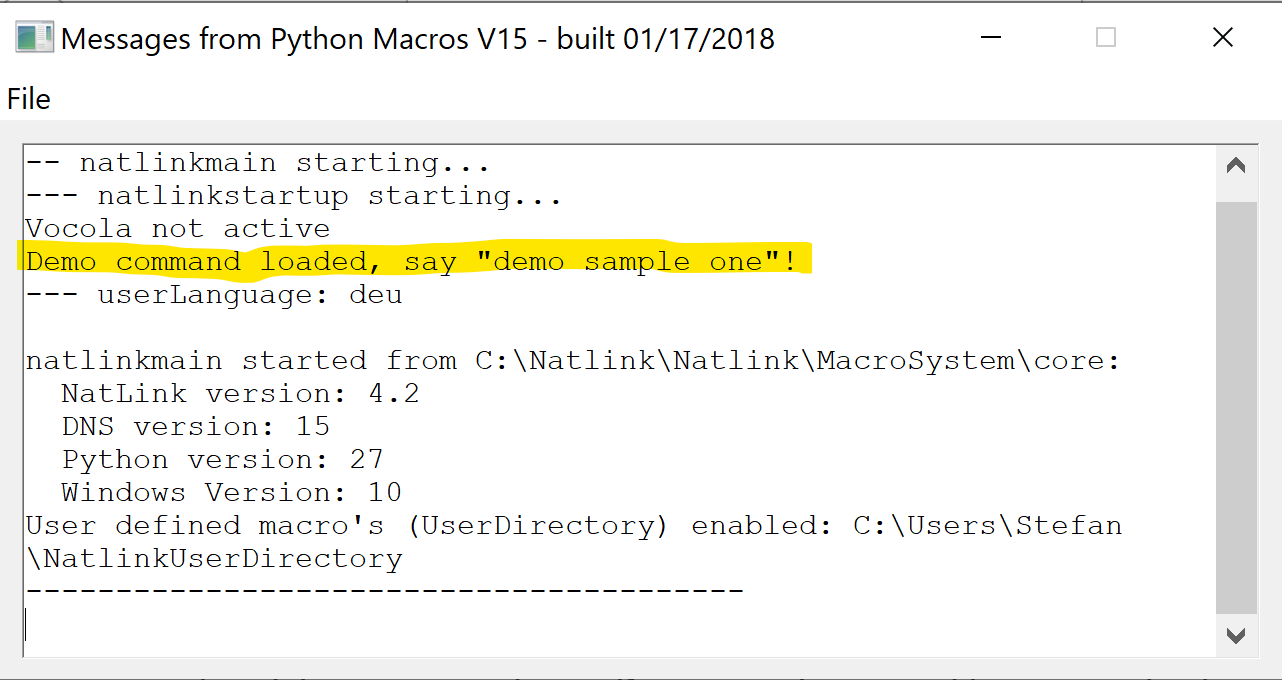 Messages from Python Macros V15 - built 01/17/2018
File
-- natlinkmain starting...
--- natlinkstartup starting...
Vocola not active
Demo command loaded, say "demo sample one"!
--- userLanguage: deu
natlinkmain started from C:\Natlink\Natlink\MacroSystem\core:
  NatLink version: 4.2
  DNS version: 15
  Python version: 27
  Windows Version: 10
User defined macro's (UserDirectory) enabled: C:\Users\Stefan
\NatlinkUserDirectory
----------------------------------------